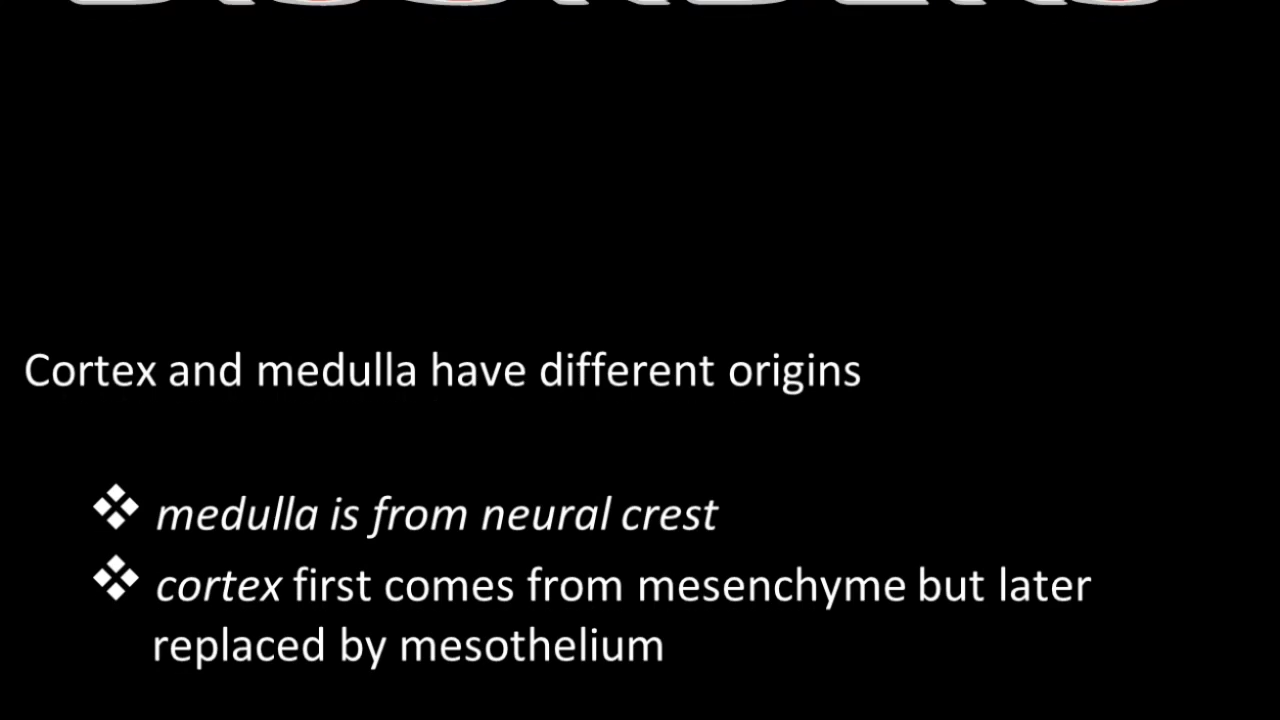 Cortex and medulla have different origins
❖ medulla is from neural crest
❖ cortex first comes from mesenchyme but later
replaced by mesothelium